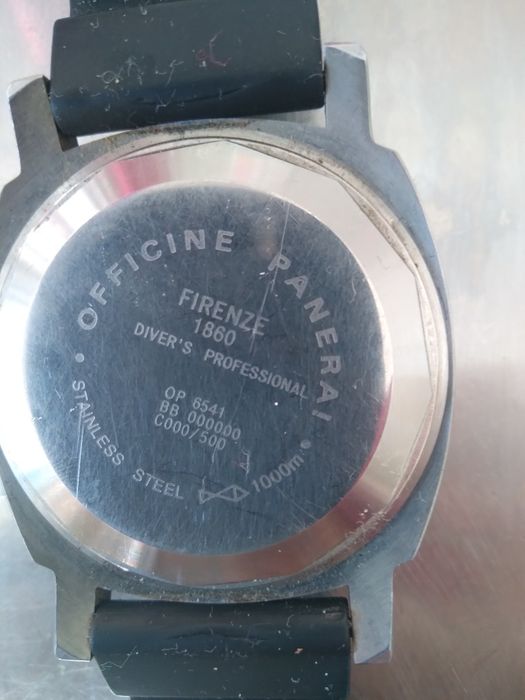 OFFICINE PANERAI
FIRENZE
1860
DIVER'S PROFESSIONAL
OP 6541
BB 000000
C000/500
• STAINLESS STEEL 1000m •